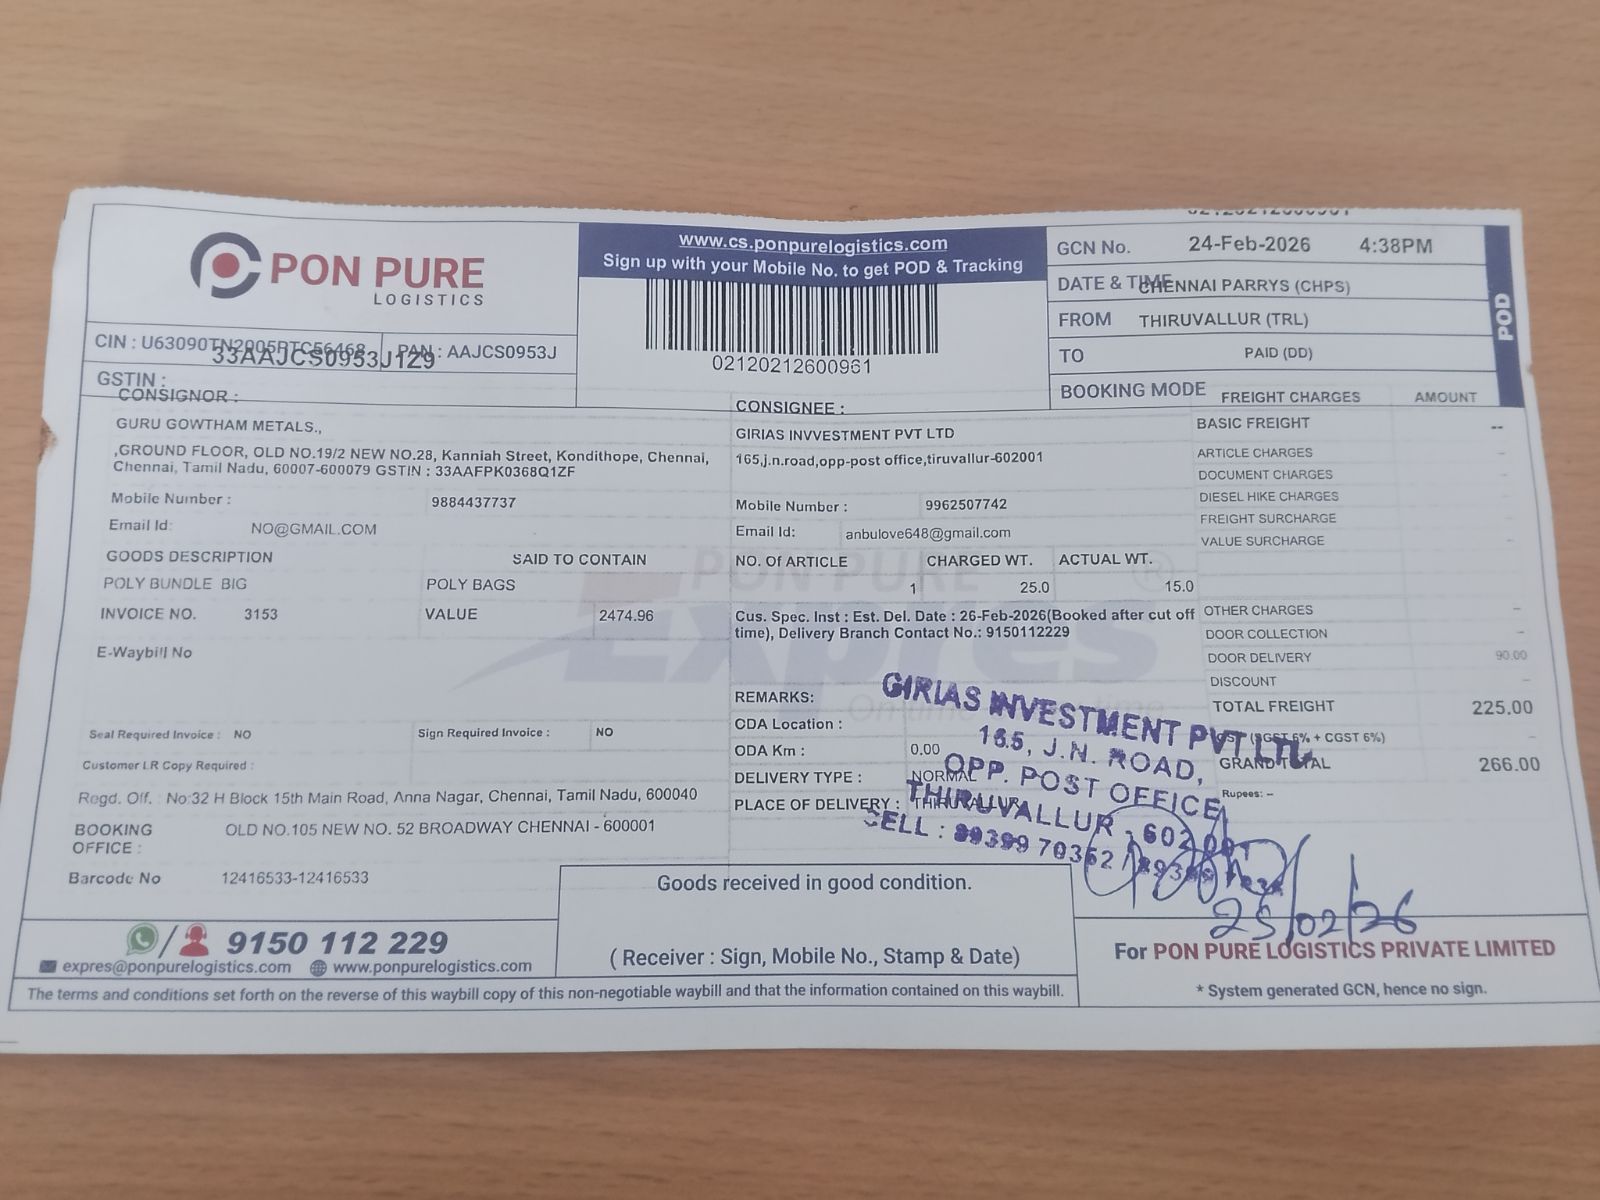 PON PURE
LOGISTICS
www.cs.ponpurelogistics.com
Sign up with your Mobile No. to get POD & Tracking
02120212600961
GCN No. 24-Feb-2026 4:38PM
DATE & TIME CHENNAI PARRYS (CHPS)
FROM THIRUVALLUR (TRL)
TO PAID (DD)
BOOKING MODE
POD
CIN : PAN : AAJCS0953J
33AAJCS0953J1Z9
GSTIN :
CONSIGNOR :
GURU GOWTHAM METALS.,
,GROUND FLOOR, OLD NO.19/2 NEW NO.28, Kanniah Street, Kondithope, Chennai,
Chennai, Tamil Nadu, 60007-600079 GSTIN : 33AAFPK0368Q1ZF
Mobile Number : 9884437737
Email Id: NO@GMAIL.COM
CONSIGNEE :
GIRIAS INVVESTMENT PVT LTD
165,j.n.road,opp-post office,tiruvallur-602001
Mobile Number : 9962507742
Email Id: anbulove648@gmail.com
GOODS DESCRIPTION SAID TO CONTAIN
POLY BUNDLE BIG POLY BAGS
INVOICE NO. 3153 VALUE 2474.96
E-Waybill No
NO. Of ARTICLE CHARGED WT. ACTUAL WT.
1 25.0 15.0
Cus. Spec. Inst : Est. Del. Date : 26-Feb-2026(Booked after cut off
time), Delivery Branch Contact No.: 9150112229
PON PURE
Expres
On time
FREIGHT CHARGES AMOUNT
BASIC FREIGHT --
ARTICLE CHARGES -
DOCUMENT CHARGES -
DIESEL HIKE CHARGES -
FREIGHT SURCHARGE -
VALUE SURCHARGE -
OTHER CHARGES -
DOOR COLLECTION -
DOOR DELIVERY 90.00
DISCOUNT -
TOTAL FREIGHT 225.00
6% + CGST 6%) -
GRAND TOTAL 266.00
Rupees: –
Seal Required Invoice : NO Sign Required Invoice : NO
Customer LR Copy Required :
REMARKS:
ODA Location :
ODA Km : 0.00
DELIVERY TYPE : NORMAL
PLACE OF DELIVERY : THIRUVALLUR
GIRIAS INVESTMENT PVT LTD
165, J.N. ROAD,
OPP. POST OFFICE
THIRUVALLUR - 602
CELL : 99399 70362
25/02/26
Regd. Off. : No:32 H Block 15th Main Road, Anna Nagar, Chennai, Tamil Nadu, 600040
BOOKING
OFFICE : OLD NO.105 NEW NO. 52 BROADWAY CHENNAI - 600001
Barcode No 12416533-12416533
Goods received in good condition.
( Receiver : Sign, Mobile No., Stamp & Date)
9150 112 229
expres@ponpurelogistics.com www.ponpurelogistics.com
For PON PURE LOGISTICS PRIVATE LIMITED
* System generated GCN, hence no sign.
The terms and conditions set forth on the reverse of this waybill copy of this non-negotiable waybill and that the information contained on this waybill.